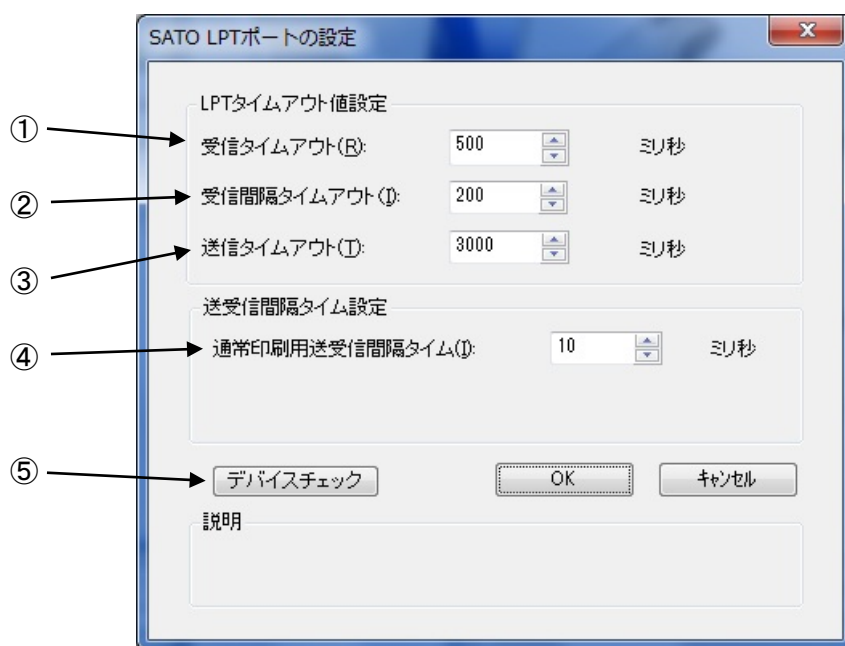 SATO LPTポートの設定
LPTタイムアウト値設定
① 受信タイムアウト(R): 500 ミリ秒
② 受信間隔タイムアウト(I): 200 ミリ秒
③ 送信タイムアウト(T): 3000 ミリ秒
送受信間隔タイム設定
④ 通常印刷用送受信間隔タイム(I): 10 ミリ秒
⑤ デバイスチェック OK キャンセル
説明